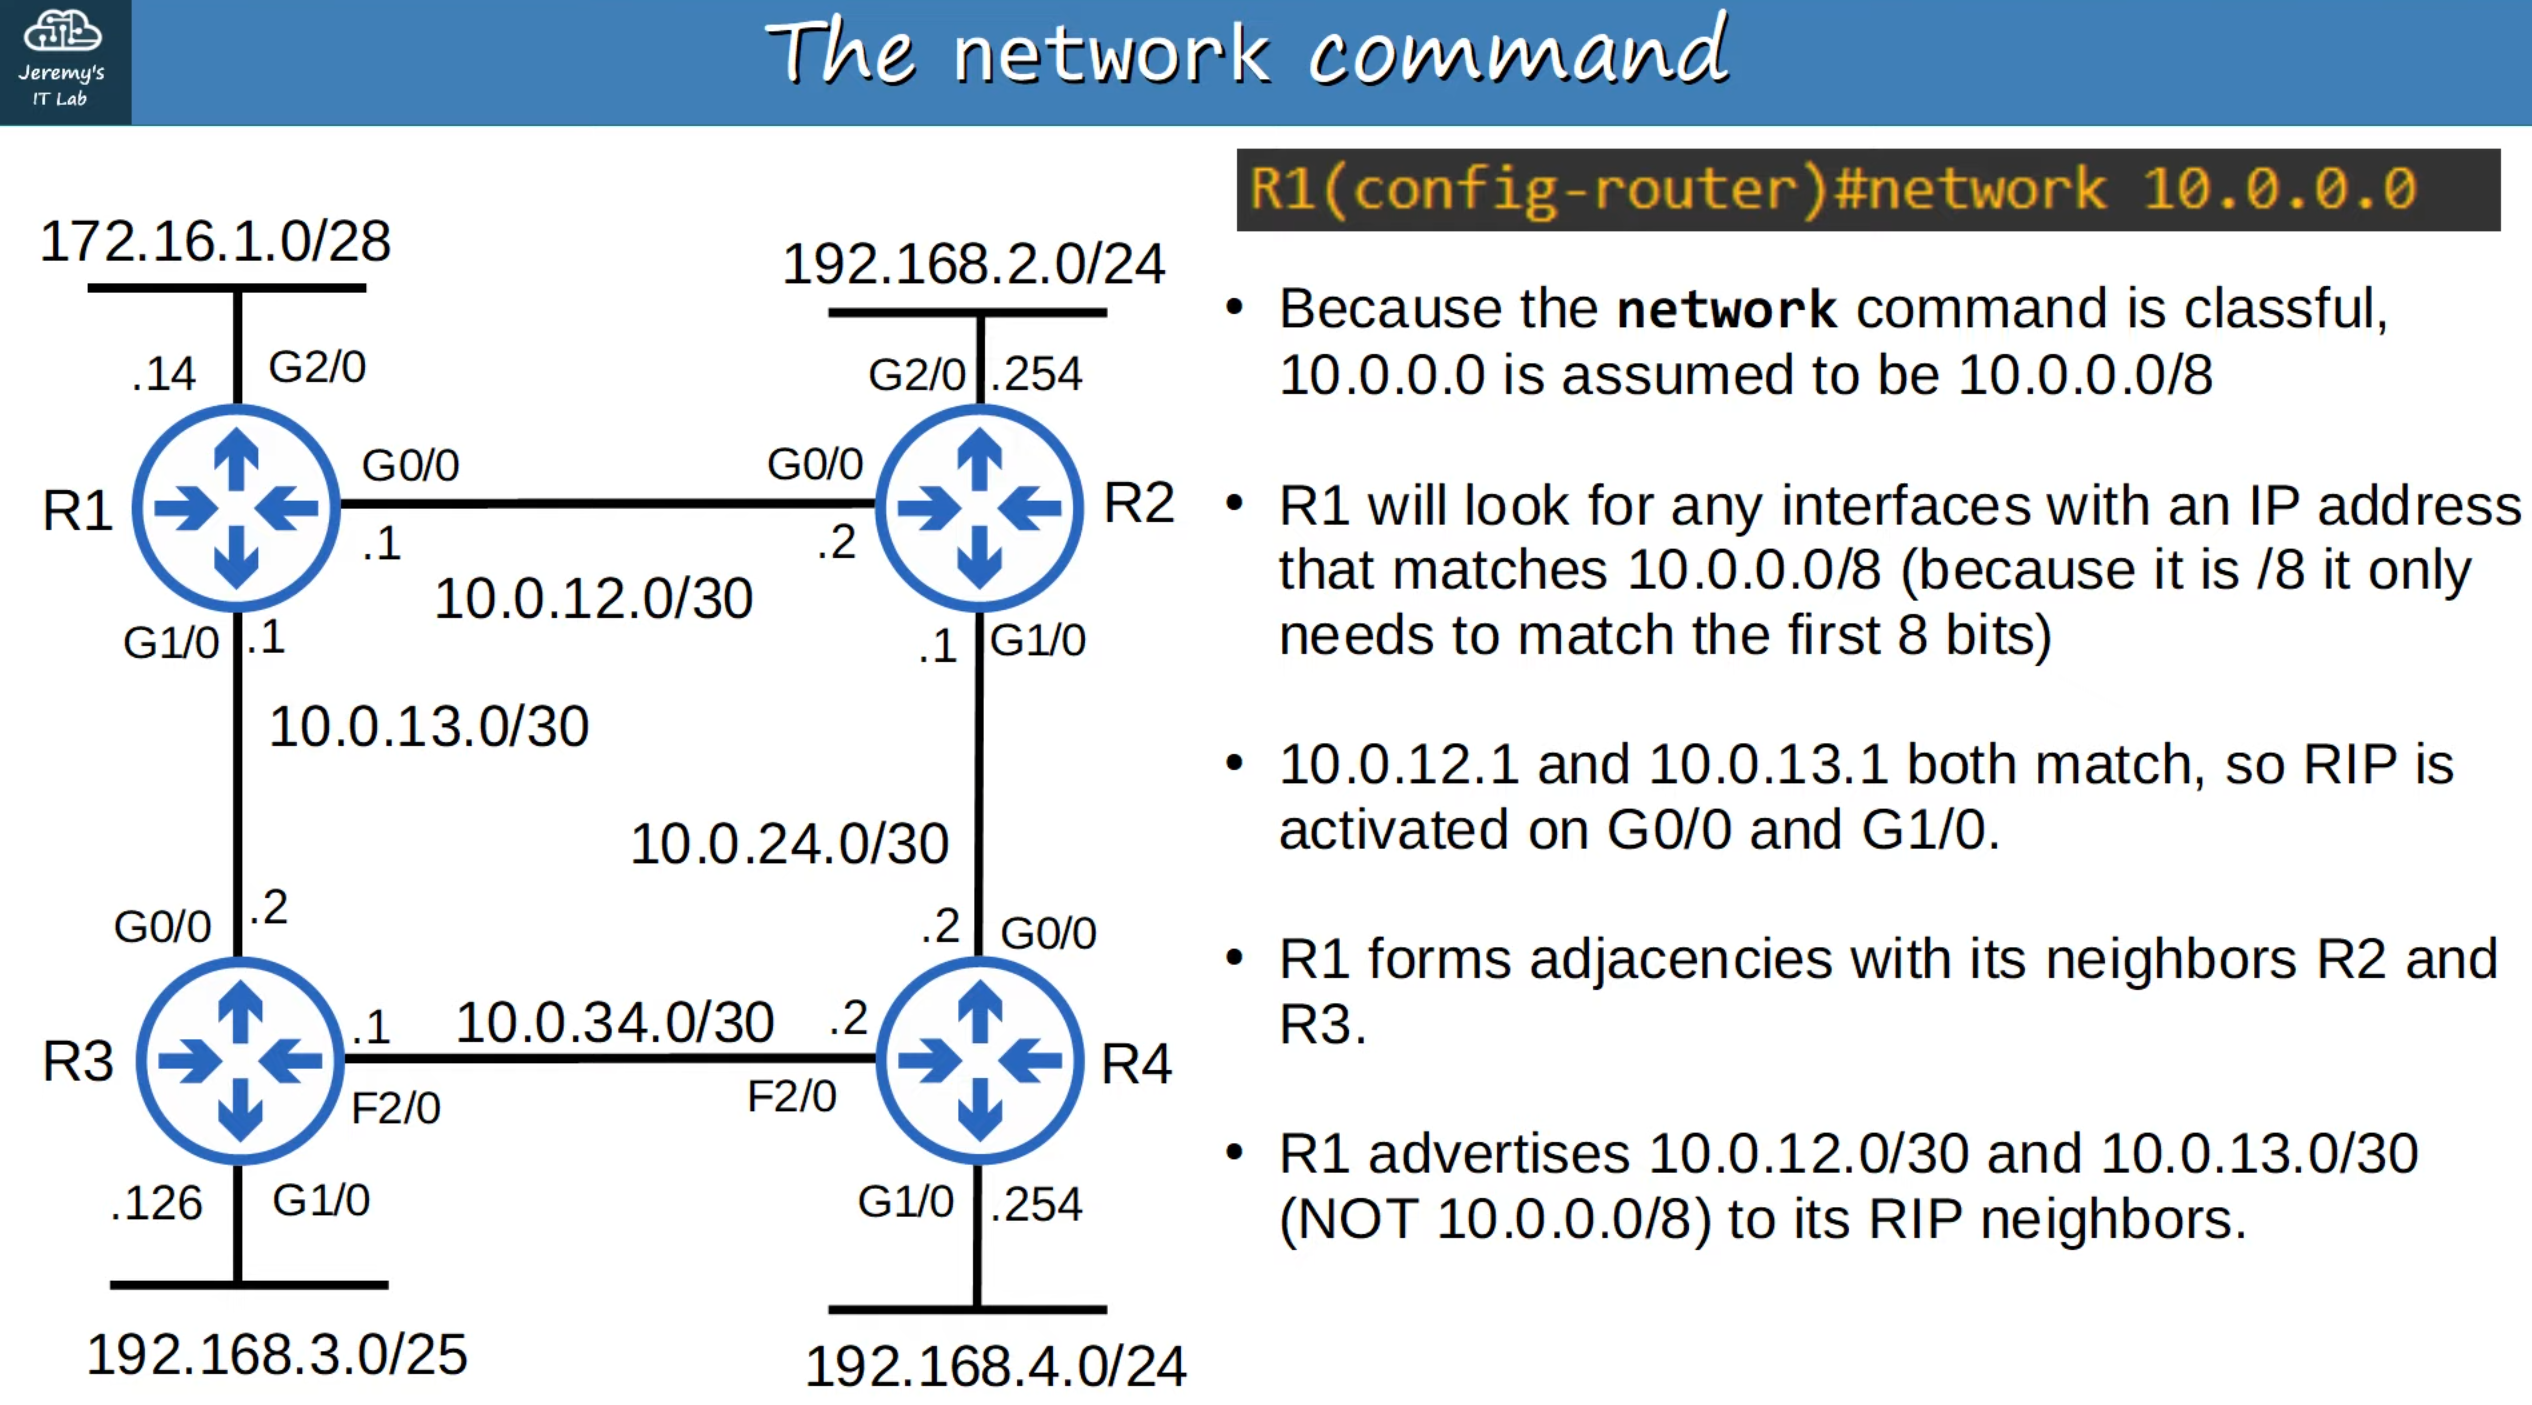 Jeremy's
IT Lab
The network command
R1(config-router)#network 10.0.0.0
172.16.1.0/28
192.168.2.0/24
.14
G2/0
G2/0
.254
R1
G0/0
G0/0
R2
.1
.2
10.0.12.0/30
G1/0
.1
.1
G1/0
10.0.13.0/30
10.0.24.0/30
G0/0
.2
.2
G0/0
R3
.1
10.0.34.0/30
.2
R4
F2/0
F2/0
.126
G1/0
G1/0
.254
192.168.3.0/25
192.168.4.0/24
• Because the network command is classful,
10.0.0.0 is assumed to be 10.0.0.0/8
• R1 will look for any interfaces with an IP address
that matches 10.0.0.0/8 (because it is /8 it only
needs to match the first 8 bits)
• 10.0.12.1 and 10.0.13.1 both match, so RIP is
activated on G0/0 and G1/0.
• R1 forms adjacencies with its neighbors R2 and
R3.
• R1 advertises 10.0.12.0/30 and 10.0.13.0/30
(NOT 10.0.0.0/8) to its RIP neighbors.